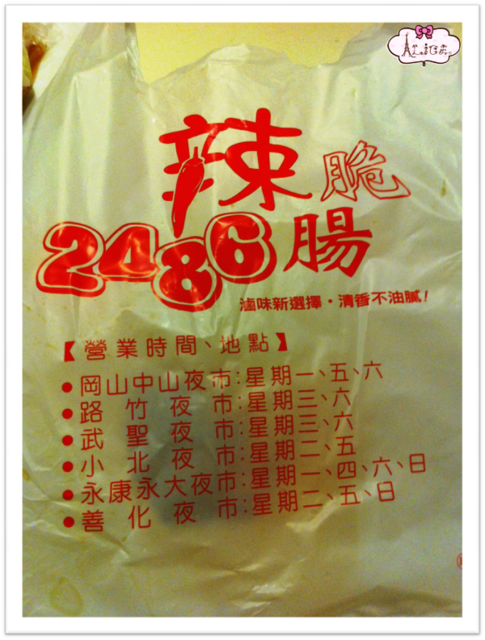 辣脆
2486腸
滷味新選擇・清香不油膩！
【營業時間、地點】
●岡山中山夜市：星期一、五、六
●路竹夜市：星期三、六
●武聖夜市：星期三、六
●小北夜市：星期二、五
●永康永大夜市：星期一、四、六、日
●善化夜市：星期二、五、日